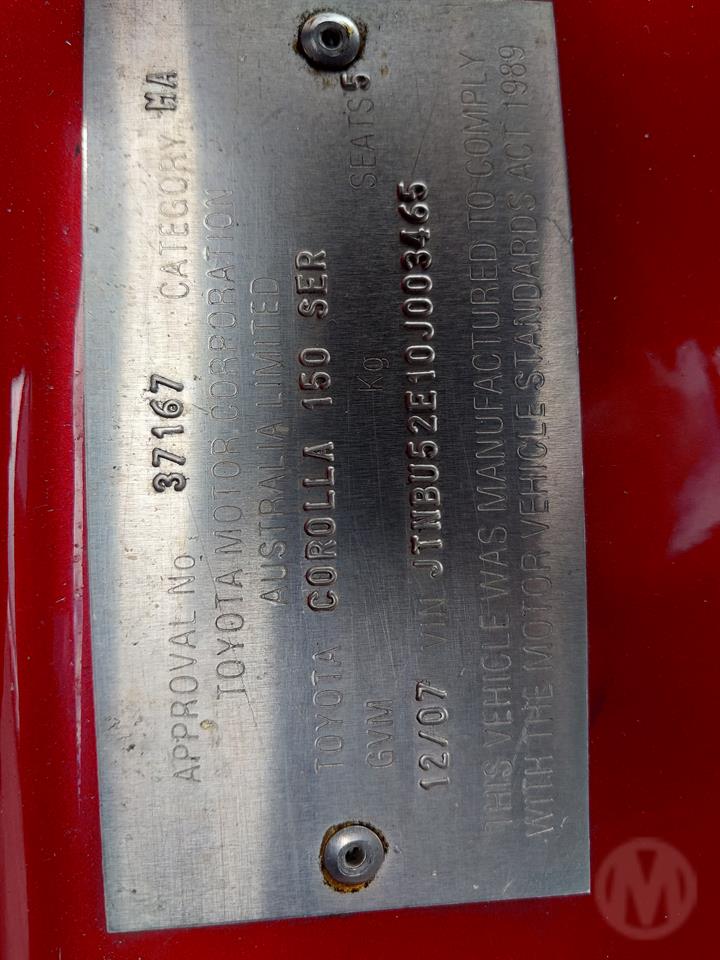 APPROVAL No 37167 CATEGORY MA
TOYOTA MOTOR CORPORATION
AUSTRALIA LIMITED
TOYOTA COROLLA 150 SER
GVM Kg SEATS 5
12/07 VIN JTNBU52E10J003465
THIS VEHICLE WAS MANUFACTURED TO COMPLY
WITH THE MOTOR VEHICLE STANDARDS ACT 1989
M